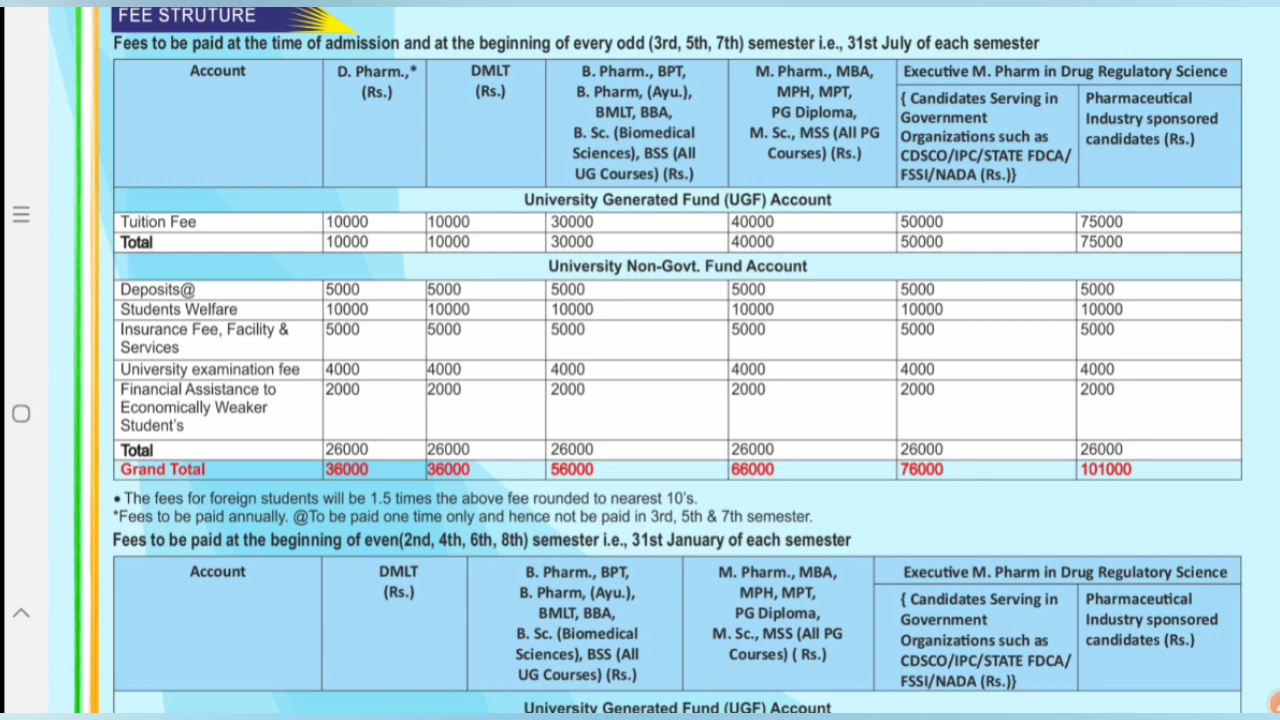 FEE STRUTURE
Fees to be paid at the time of admission and at the beginning of every odd (3rd, 5th, 7th) semester i.e., 31st July of each semester
Account D. Pharm.,* (Rs.) DMLT (Rs.) B. Pharm., BPT, B. Pharm, (Ayu.), BMLT, BBA, B. Sc. (Biomedical Sciences), BSS (All UG Courses) (Rs.) M. Pharm., MBA, MPH, MPT, PG Diploma, M. Sc., MSS (All PG Courses) (Rs.) Executive M. Pharm in Drug Regulatory Science
{ Candidates Serving in Government Organizations such as CDSCO/IPC/STATE FDCA/ FSSI/NADA (Rs.)} Pharmaceutical Industry sponsored candidates (Rs.)
University Generated Fund (UGF) Account
Tuition Fee 10000 10000 30000 40000 50000 75000
Total 10000 10000 30000 40000 50000 75000
University Non-Govt. Fund Account
Deposits@ 5000 5000 5000 5000 5000 5000
Students Welfare 10000 10000 10000 10000 10000 10000
Insurance Fee, Facility & Services 5000 5000 5000 5000 5000 5000
University examination fee 4000 4000 4000 4000 4000 4000
Financial Assistance to Economically Weaker Student's 2000 2000 2000 2000 2000 2000
Total 26000 26000 26000 26000 26000 26000
Grand Total 36000 36000 56000 66000 76000 101000
• The fees for foreign students will be 1.5 times the above fee rounded to nearest 10's.
*Fees to be paid annually. @To be paid one time only and hence not be paid in 3rd, 5th & 7th semester.
Fees to be paid at the beginning of even(2nd, 4th, 6th, 8th) semester i.e., 31st January of each semester
Account DMLT (Rs.) B. Pharm., BPT, B. Pharm, (Ayu.), BMLT, BBA, B. Sc. (Biomedical Sciences), BSS (All UG Courses) (Rs.) M. Pharm., MBA, MPH, MPT, PG Diploma, M. Sc., MSS (All PG Courses) ( Rs.) Executive M. Pharm in Drug Regulatory Science
{ Candidates Serving in Government Organizations such as CDSCO/IPC/STATE FDCA/ FSSI/NADA (Rs.)} Pharmaceutical Industry sponsored candidates (Rs.)
University Generated Fund (UGF) Account